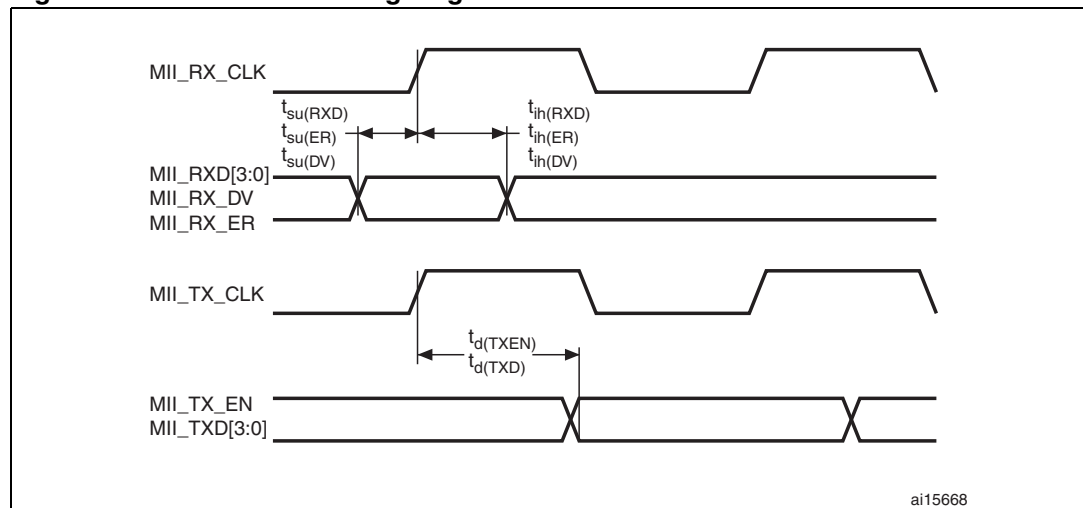 MII_RX_CLK
tsu(RXD)
tsu(ER)
tsu(DV)
tih(RXD)
tih(ER)
tih(DV)
MII_RXD[3:0]
MII_RX_DV
MII_RX_ER
MII_TX_CLK
td(TXEN)
td(TXD)
MII_TX_EN
MII_TXD[3:0]
ai15668